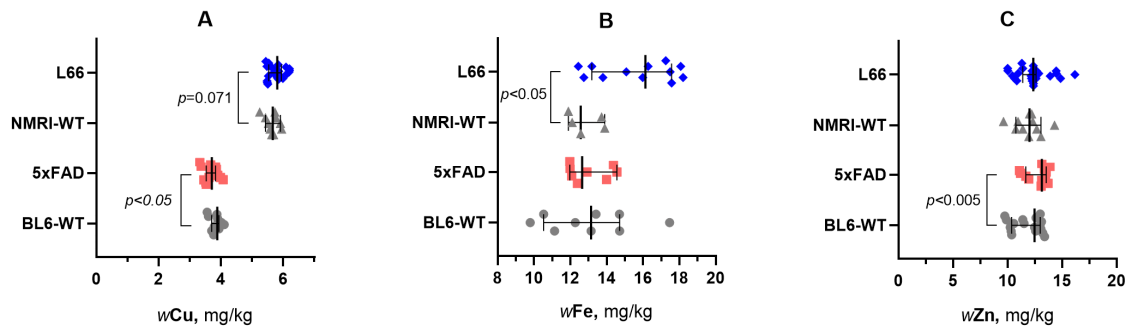 A
L66
NMRI-WT
5xFAD
BL6-WT
p=0.071
p<0.05
0 2 4 6
wCu, mg/kg
B
L66
NMRI-WT
5xFAD
BL6-WT
p<0.05
8 10 12 14 16 18 20
wFe, mg/kg
C
L66
NMRI-WT
5xFAD
BL6-WT
p<0.005
0 5 10 15 20
wZn, mg/kg